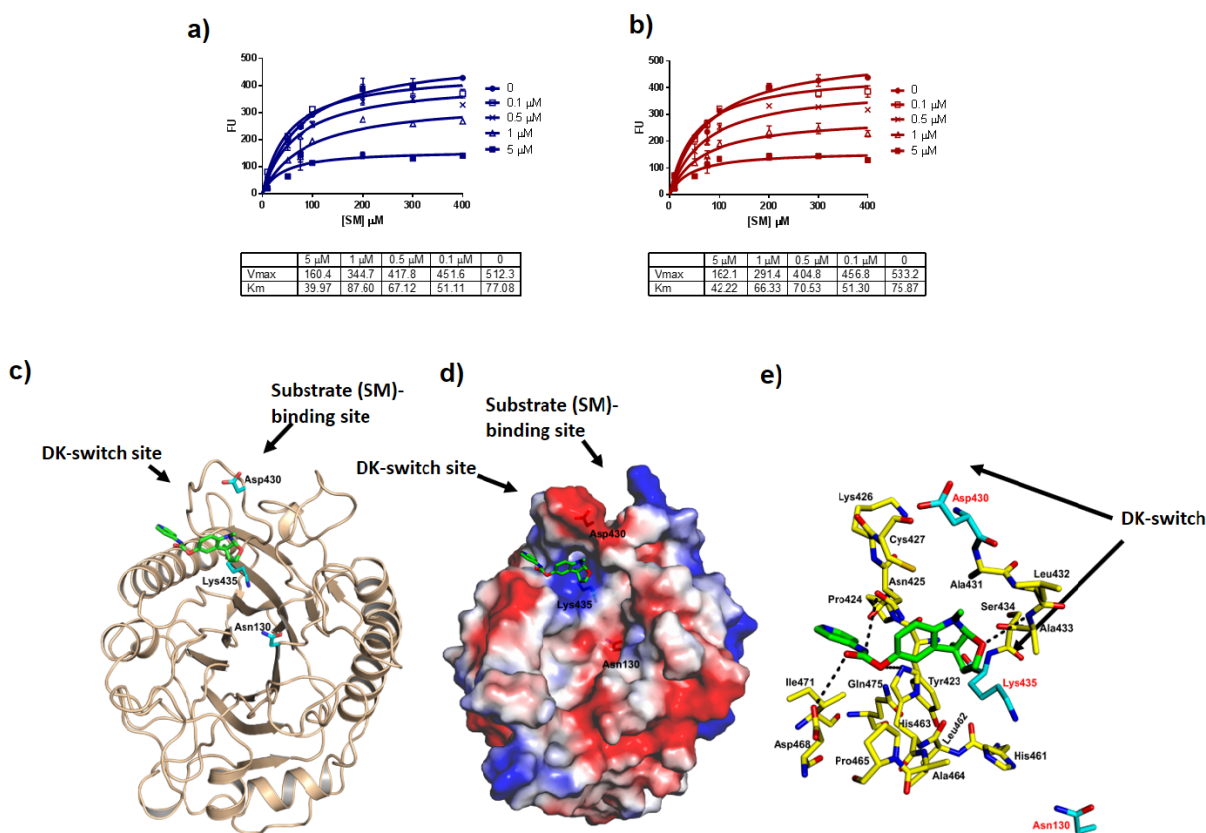 a)
b)
500
400
300
200
100
0
FU
0
100
200
300
400
[SM] μM
0
0.1 μM
0.5 μM
1 μM
5 μM
500
400
300
200
100
0
FU
0
100
200
300
400
[SM] μM
0
0.1 μM
0.5 μM
1 μM
5 μM
5 μM 1 μM 0.5 μM 0.1 μM 0
Vmax 160.4 344.7 417.8 451.6 512.3
Km 39.97 87.60 67.12 51.11 77.08
5 μM 1 μM 0.5 μM 0.1 μM 0
Vmax 162.1 291.4 404.8 456.8 533.2
Km 42.22 66.33 70.53 51.30 75.87
c)
Substrate (SM)-
binding site
DK-switch site
Asp430
Lys435
Asn130
d)
Substrate (SM)-
binding site
DK-switch site
Asp430
Lys435
Asn130
e)
DK-switch
Lys426
Asp430
Cys427
Asn425
Ala431
Leu432
Pro424
Ser434
Ala433
Ile471
Gln475
Tyr423
Lys435
His463
Leu462
Asp468
Pro465
Ala464
His461
Asn130